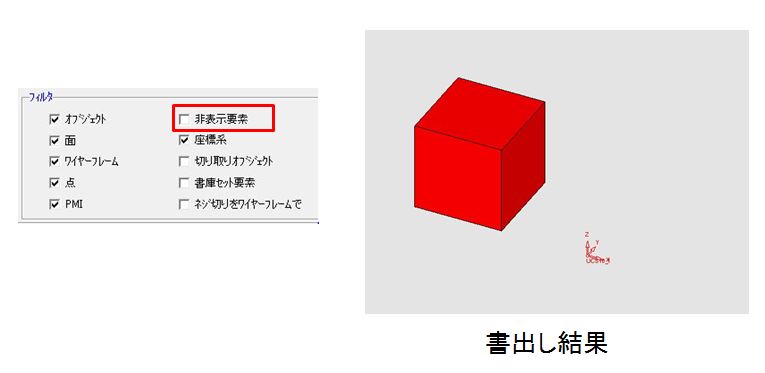 フィルタ
オブジェクト
面
ワイヤーフレーム
点
PMI
非表示要素
座標系
切り取りオブジェクト
書庫セット要素
ネジ切りをワイヤーフレームで
Z
Y
書出し結果